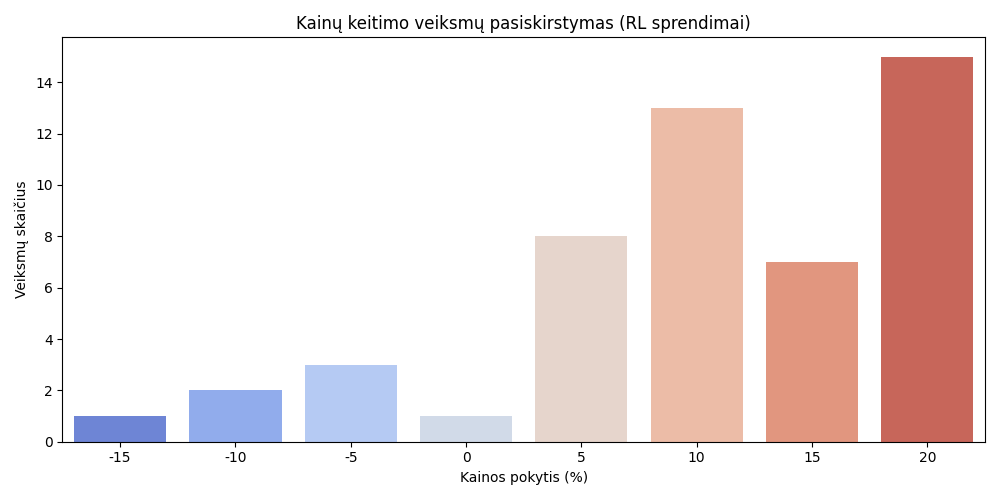 Kainų keitimo veiksmų pasiskirstymas (RL sprendimai)
Veiksmų skaičius
14
12
10
8
6
4
2
0
-15 -10 -5 0 5 10 15 20
Kainos pokytis (%)